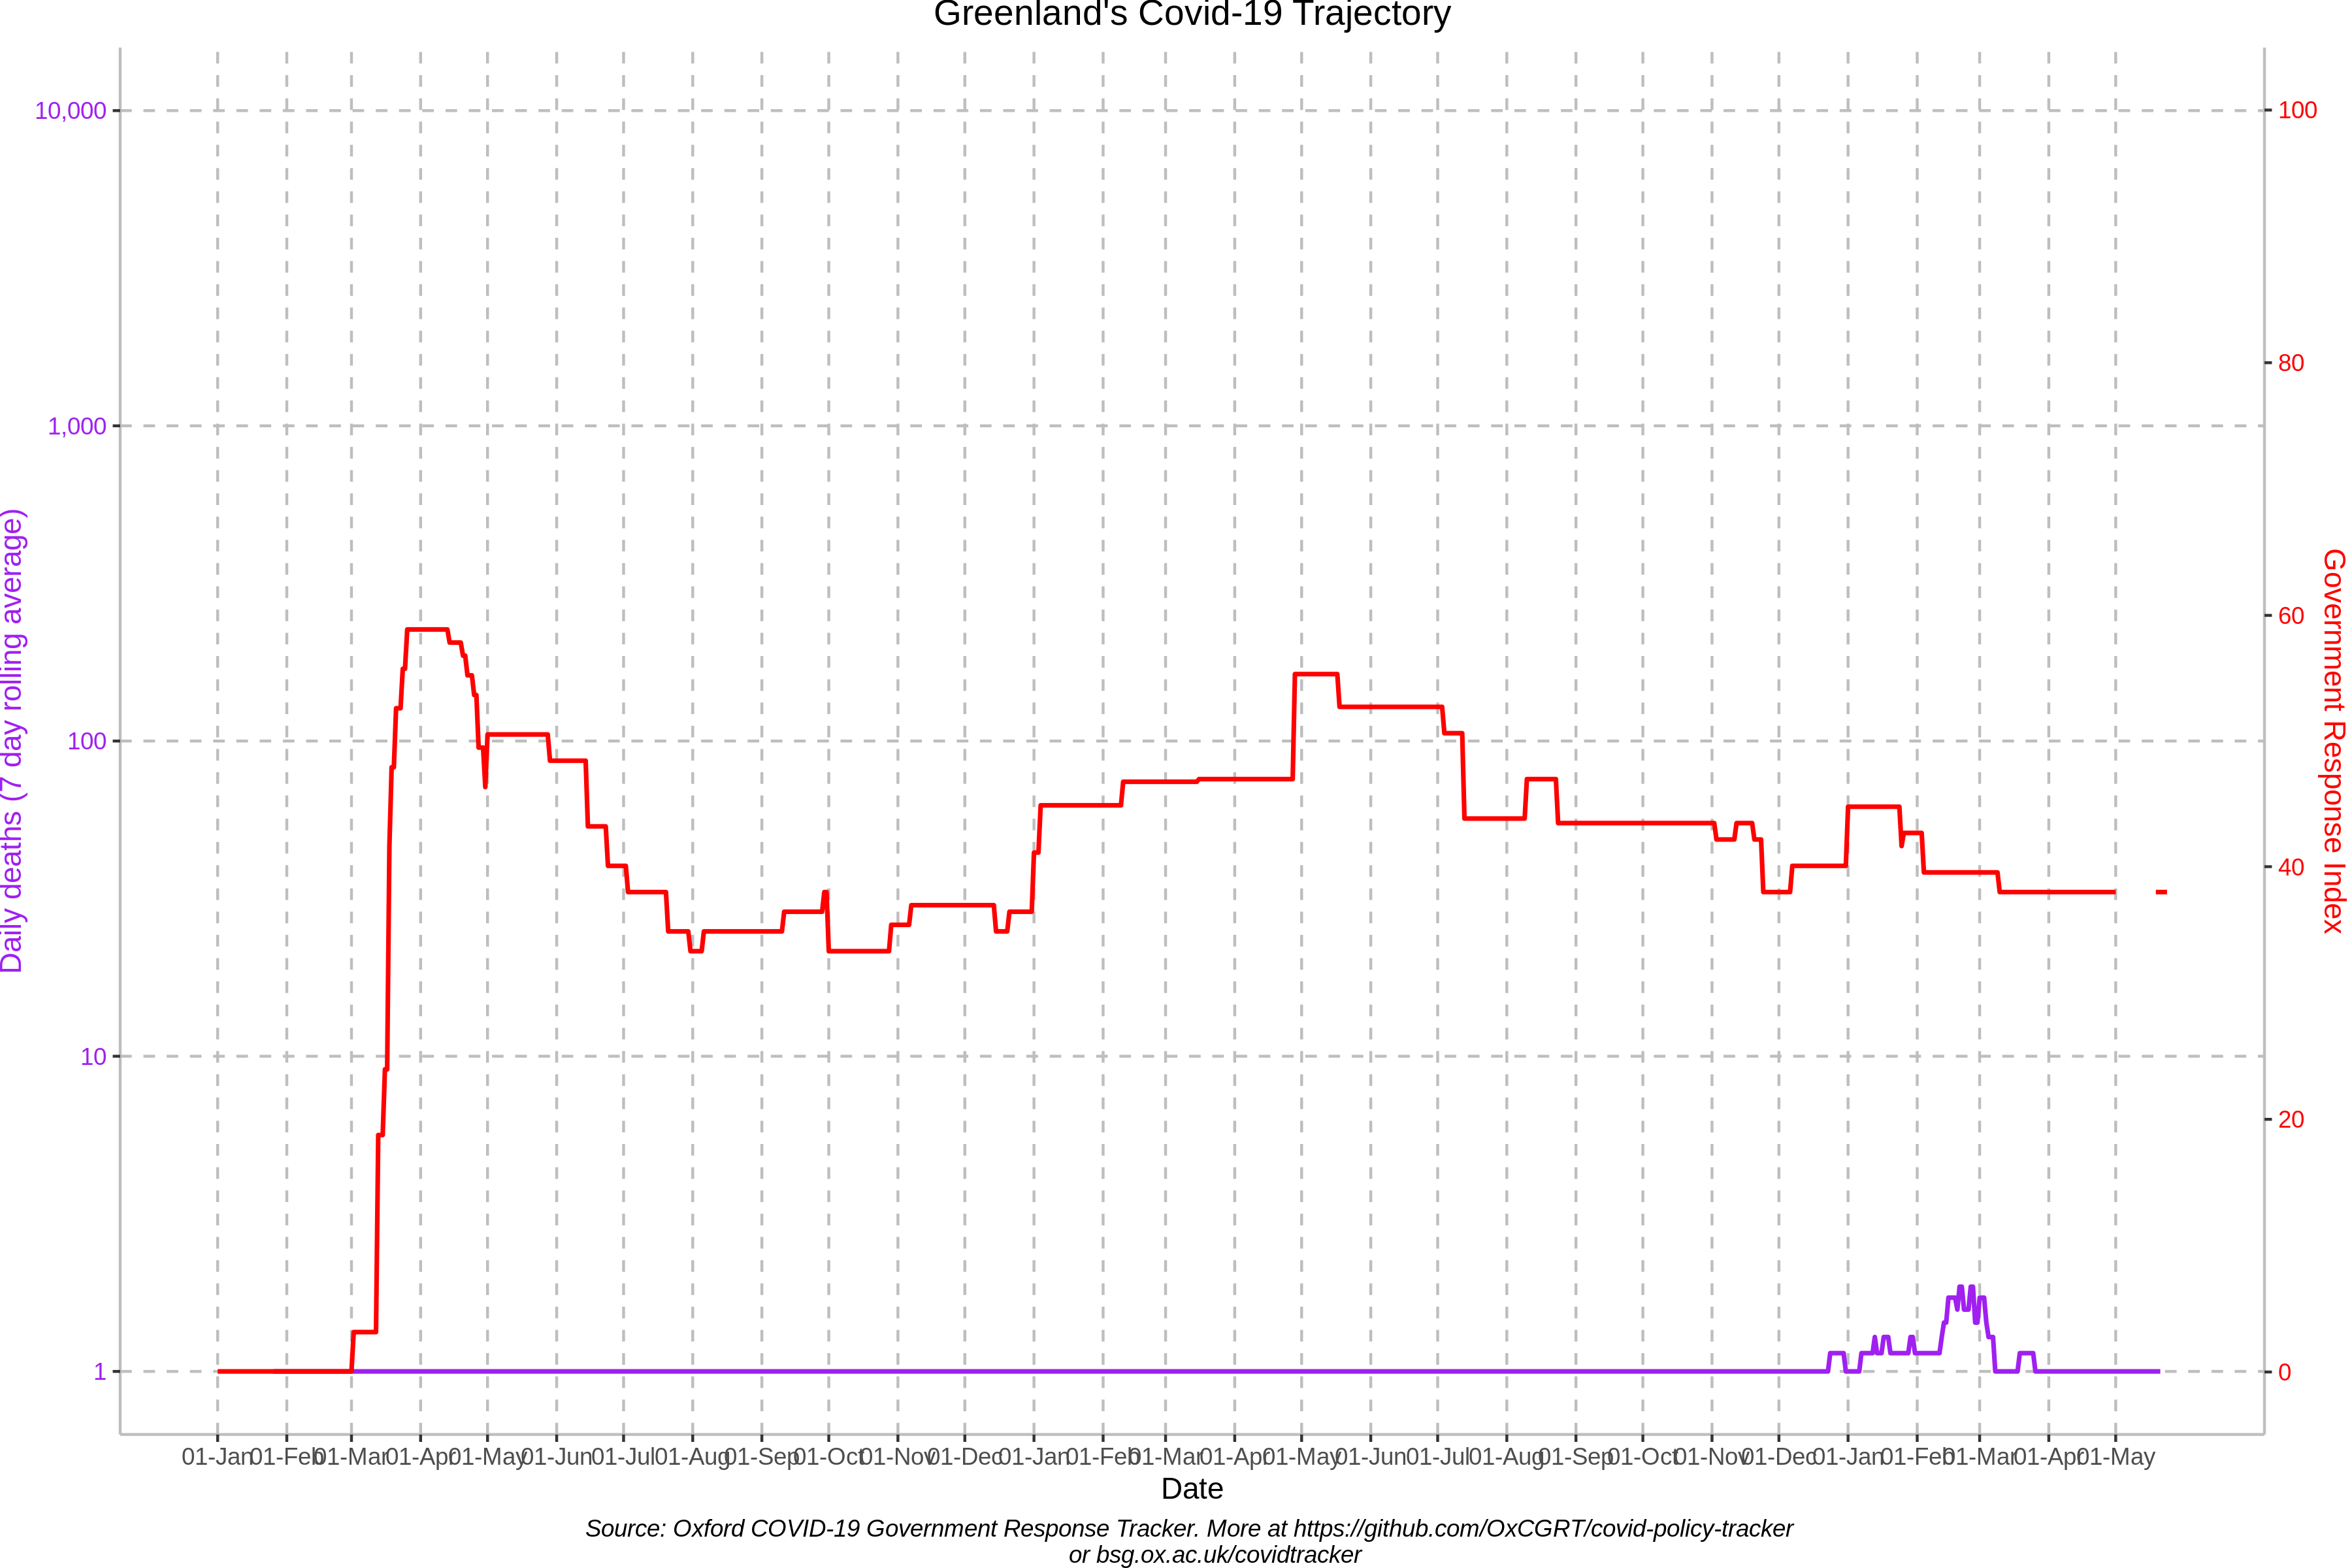 Greenland's Covid-19 Trajectory
10,000
1,000
100
10
1
Daily deaths (7 day rolling average)
100
80
60
40
20
0
Government Response Index
01-Jan 01-Feb 01-Mar 01-Apr 01-May 01-Jun 01-Jul 01-Aug 01-Sep 01-Oct 01-Nov 01-Dec 01-Jan 01-Feb 01-Mar 01-Apr 01-May 01-Jun 01-Jul 01-Aug 01-Sep 01-Oct 01-Nov 01-Dec 01-Jan 01-Feb 01-Mar 01-Apr 01-May
Date
Source: Oxford COVID-19 Government Response Tracker. More at https://github.com/OxCGRT/covid-policy-tracker
or bsg.ox.ac.uk/covidtracker